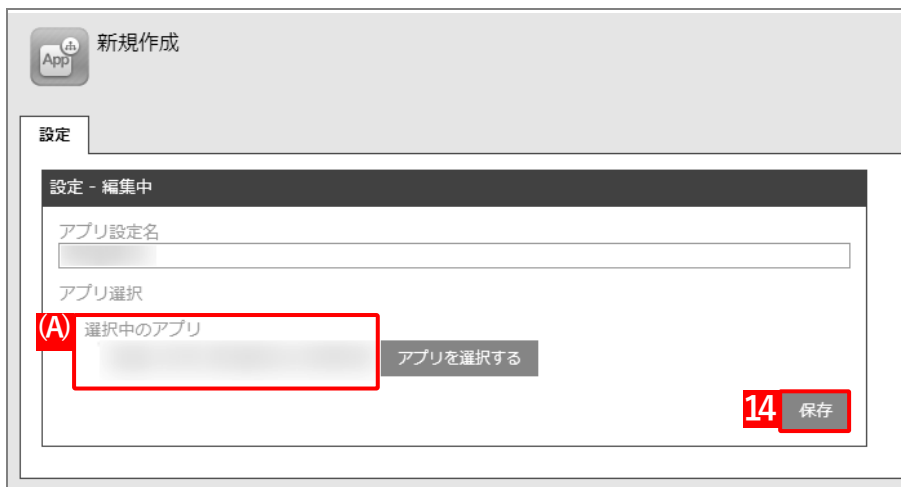 App
新規作成
設定
設定 - 編集中
アプリ設定名
アプリ選択
(A)
選択中のアプリ
アプリを選択する
14
保存